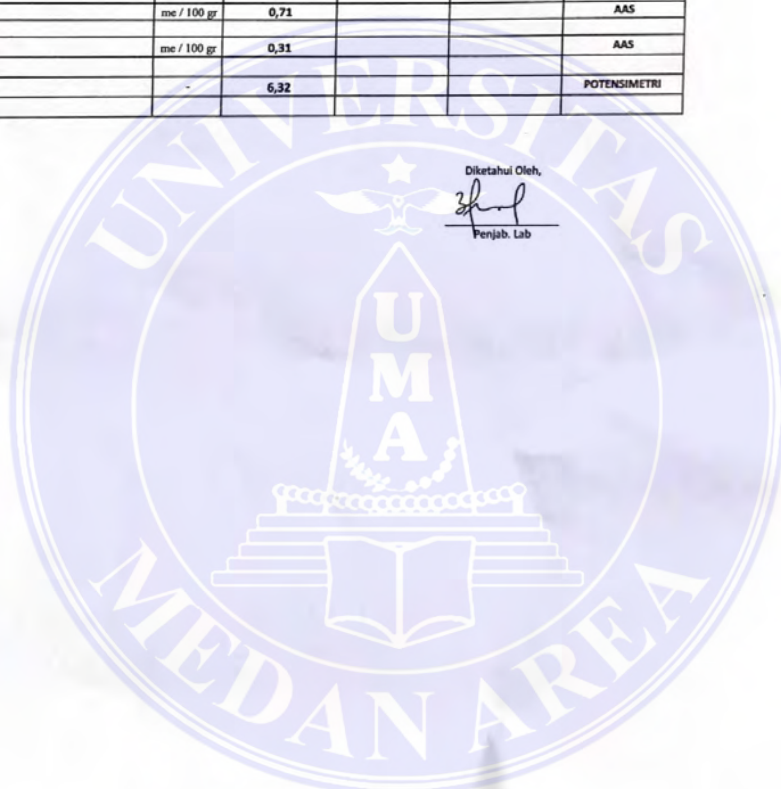 me / 100 gr 0,71 AAS
me / 100 gr 0,31 AAS
- 6,32 POTENSIMETRI
Diketahui Oleh,
Penjab. Lab
UNIVERSITAS
UMA
MEDAN AREA